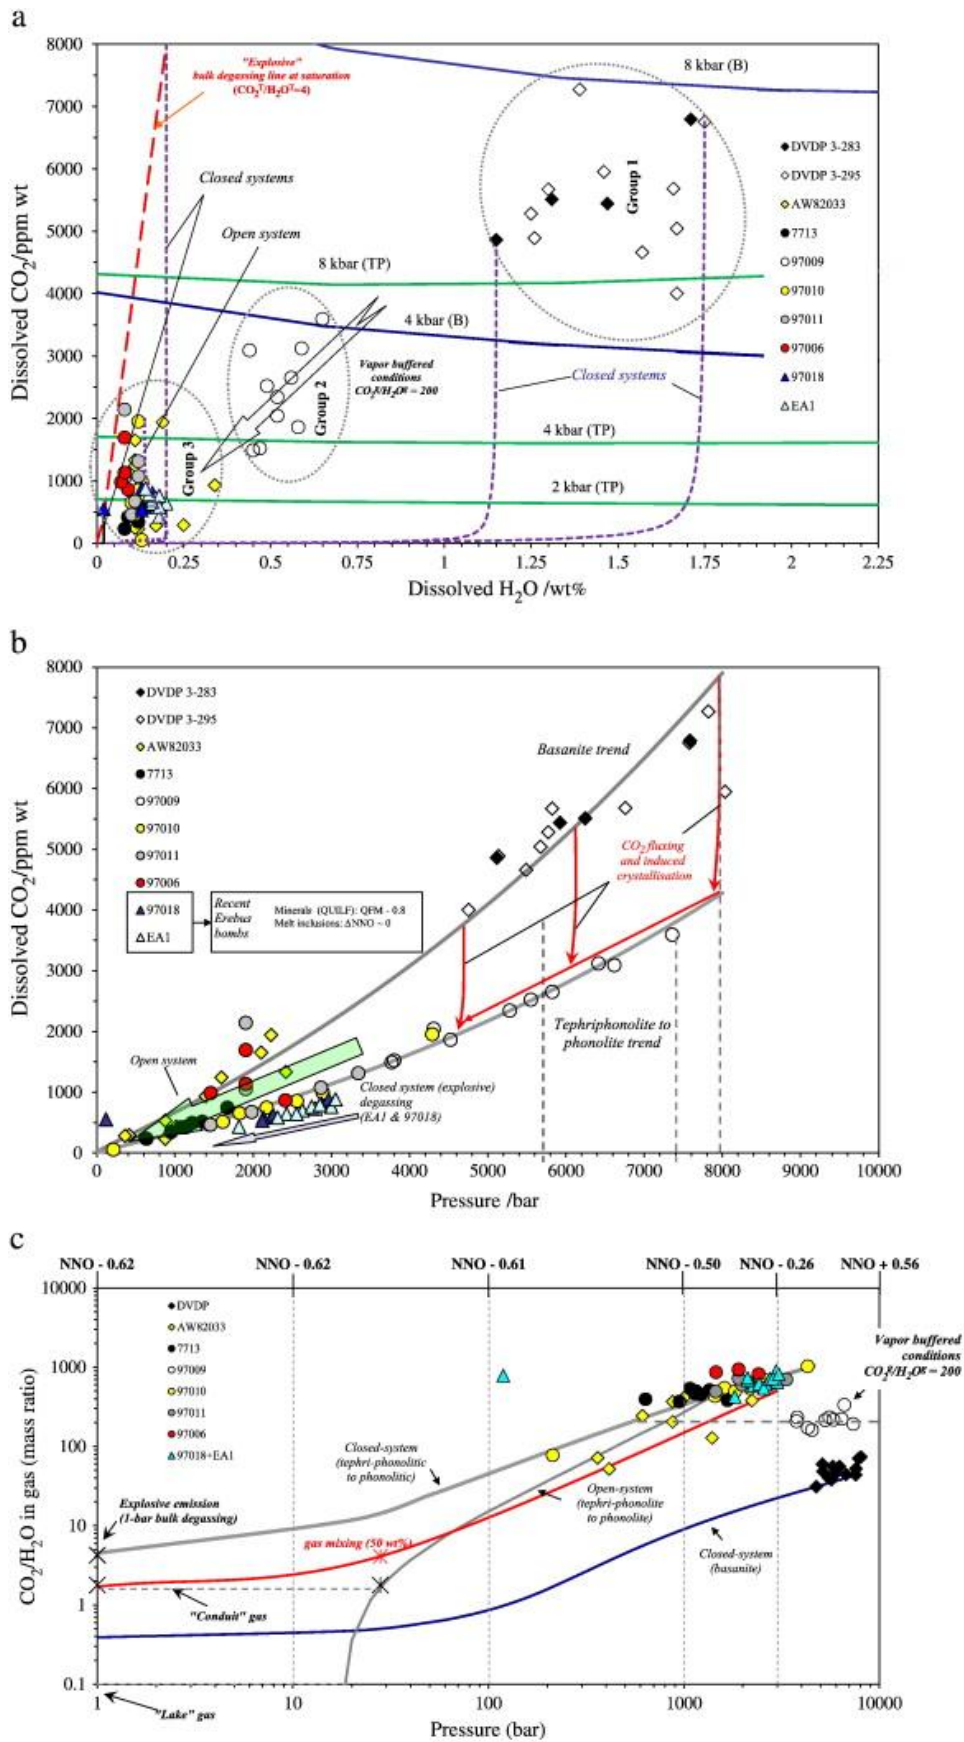 a
8000
7000
6000
5000
4000
3000
2000
1000
0
Dissolved CO2/ppm wt
"Explosive"
bulk degassing line at saturation
(CO2T/H2OT=4)
8 kbar (B)
Closed systems
Open system
8 kbar (TP)
4 kbar (B)
Vapor buffered
conditions
CO2g/H2Og = 200
Group 1
Group 2
Group 3
Closed systems
4 kbar (TP)
2 kbar (TP)
DVDP 3-283
DVDP 3-295
AW82033
7713
97009
97010
97011
97006
97018
EA1
0 0.25 0.5 0.75 1 1.25 1.5 1.75 2 2.25
Dissolved H2O /wt%
b
8000
7000
6000
5000
4000
3000
2000
1000
0
Dissolved CO2/ppm wt
DVDP 3-283
DVDP 3-295
AW82033
7713
97009
97010
97011
97006
97018
EA1
Recent
Erebus
bombs
Minerals (QUILF): QFM - 0.8
Melt inclusions: ΔNNO ~ 0
Basanite trend
CO2 fluxing
and induced
crystallisation
Tephriphonolite to
phonolite trend
Open system
Closed system (explosive)
degassing
(EA1 & 97018)
0 1000 2000 3000 4000 5000 6000 7000 8000 9000 10000
Pressure /bar
c
NNO - 0.62 NNO - 0.62 NNO - 0.61 NNO - 0.50 NNO - 0.26 NNO + 0.56
10000
1000
100
10
1
0.1
CO2/H2O in gas (mass ratio)
DVDP
AW82033
7713
97009
97010
97011
97006
97018+EA1
Vapor buffered
conditions
CO2g/H2Og = 200
Closed-system
(tephri-phonolitic
to phonolitic)
Open-system
(tephri-phonolite
to phonolite)
Explosive emission
(1-bar bulk degassing)
gas mixing (50 wt%)
Closed-system
(basanite)
"Conduit" gas
"Lake" gas
1 10 100 1000 10000
Pressure (bar)